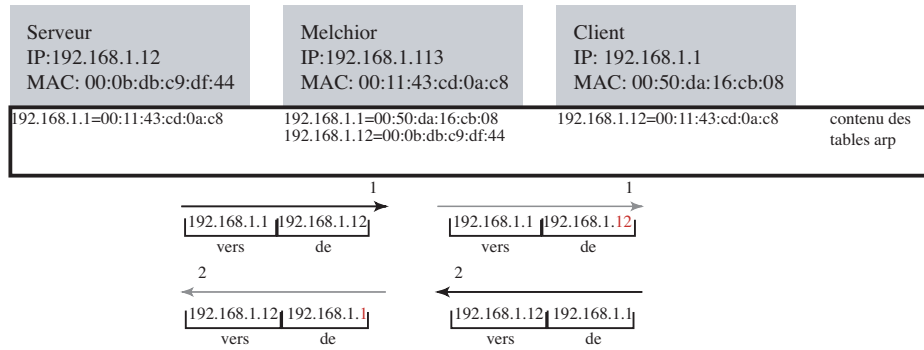 Serveur
IP:192.168.1.12
MAC: 00:0b:db:c9:df:44
Melchior
IP:192.168.1.113
MAC: 00:11:43:cd:0a:c8
Client
IP: 192.168.1.1
MAC: 00:50:da:16:cb:08
192.168.1.1=00:11:43:cd:0a:c8
192.168.1.1=00:50:da:16:cb:08
192.168.1.12=00:0b:db:c9:df:44
192.168.1.12=00:11:43:cd:0a:c8
contenu des
tables arp
1
192.168.1.1 192.168.1.12
vers de
1
192.168.1.1 192.168.1.12
vers de
2
192.168.1.12 192.168.1.1
vers de
2
192.168.1.12 192.168.1.1
vers de